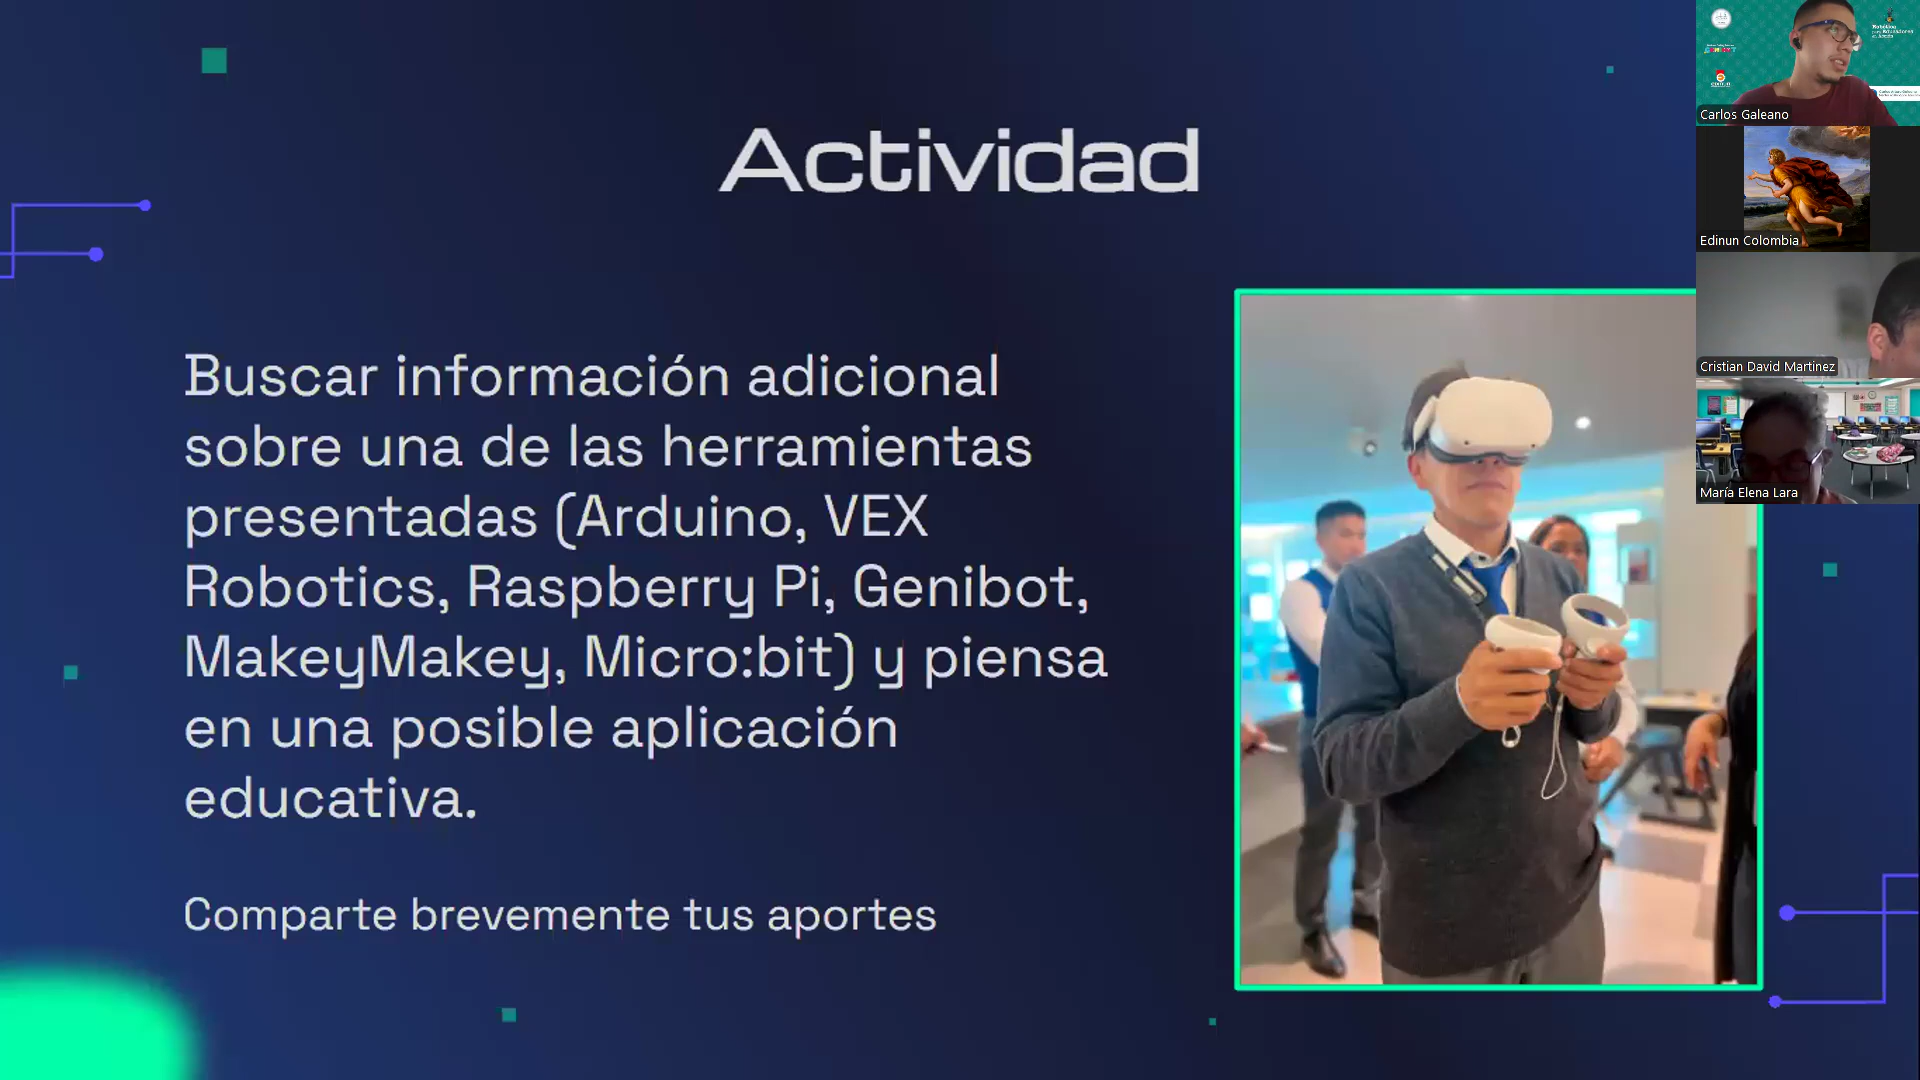 Actividad
Buscar información adicional
sobre una de las herramientas
presentadas (Arduino, VEX
Robotics, Raspberry Pi, Genibot,
MakeyMakey, Micro:bit) y piensa
en una posible aplicación
educativa.
Comparte brevemente tus aportes
Carlos Galeano
Edinun Colombia
Cristian David Martinez
María Elena Lara